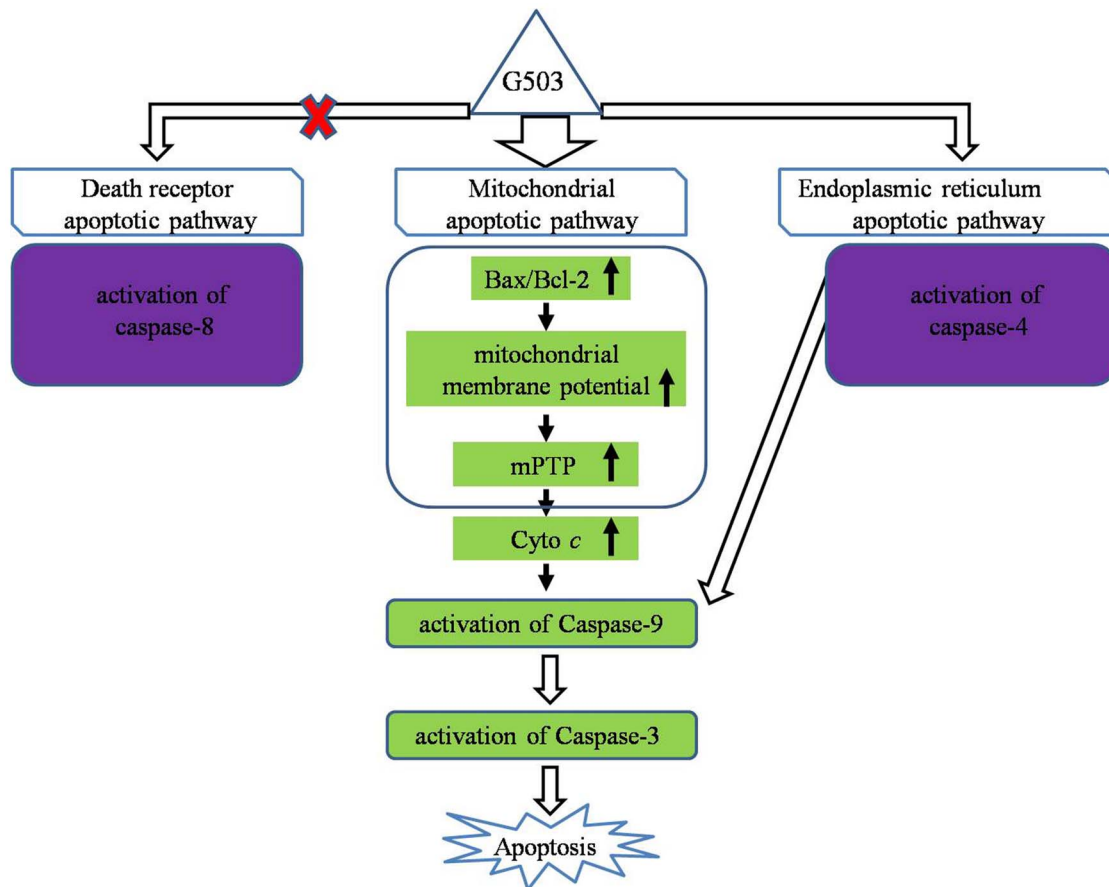 G503
Death receptor
apoptotic pathway
Mitochondrial
apoptotic pathway
Endoplasmic reticulum
apoptotic pathway
activation of
caspase-8
Bax/Bcl-2
mitochondrial
membrane potential
mPTP
Cyto c
activation of
caspase-4
activation of Caspase-9
activation of Caspase-3
Apoptosis